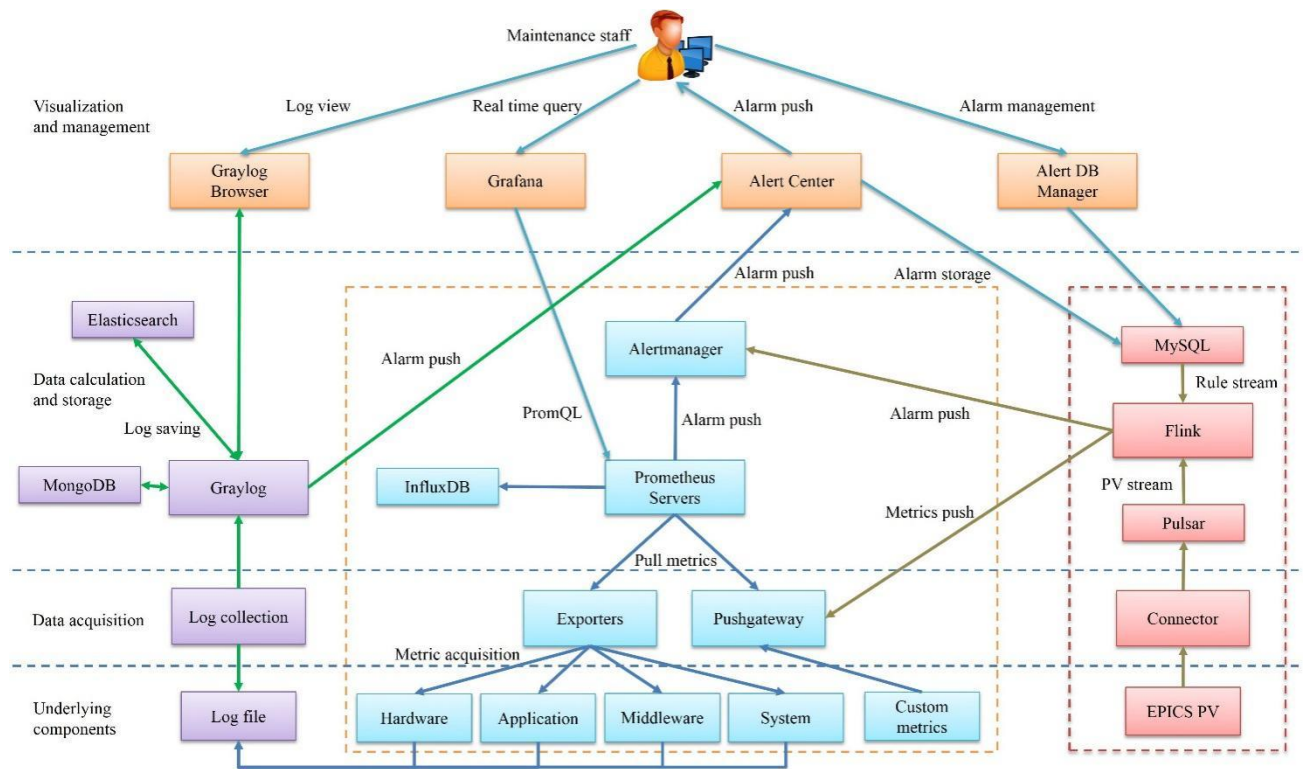 Maintenance staff
Visualization
and management
Log view
Real time query
Alarm push
Alarm management
Graylog
Browser
Grafana
Alert Center
Alert DB
Manager
Alarm push
Alarm storage
Elasticsearch
Alertmanager
MySQL
Alarm push
Data calculation
and storage
Rule stream
PromQL
Alarm push
Alarm push
Log saving
Flink
MongoDB
Graylog
InfluxDB
Prometheus
Servers
PV stream
Metrics push
Pulsar
Pull metrics
Data acquisition
Log collection
Exporters
Pushgateway
Connector
Metric acquisition
Underlying
components
Log file
Hardware
Application
Middleware
System
Custom
metrics
EPICS PV